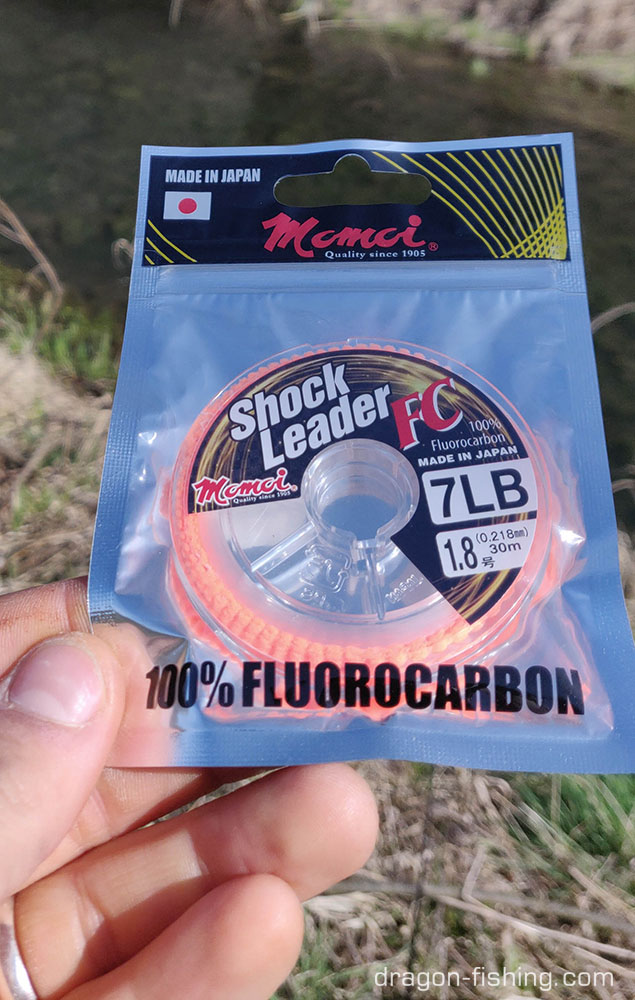 MADE IN JAPAN
Momoi®
Quality since 1905
Shock
Leader FC
100%
Fluorocarbon
MADE IN JAPAN
Momoi®
Quality since 1905
7LB
1.8号 (0.218mm)
30m
100% FLUOROCARBON
dragon-fishing.com